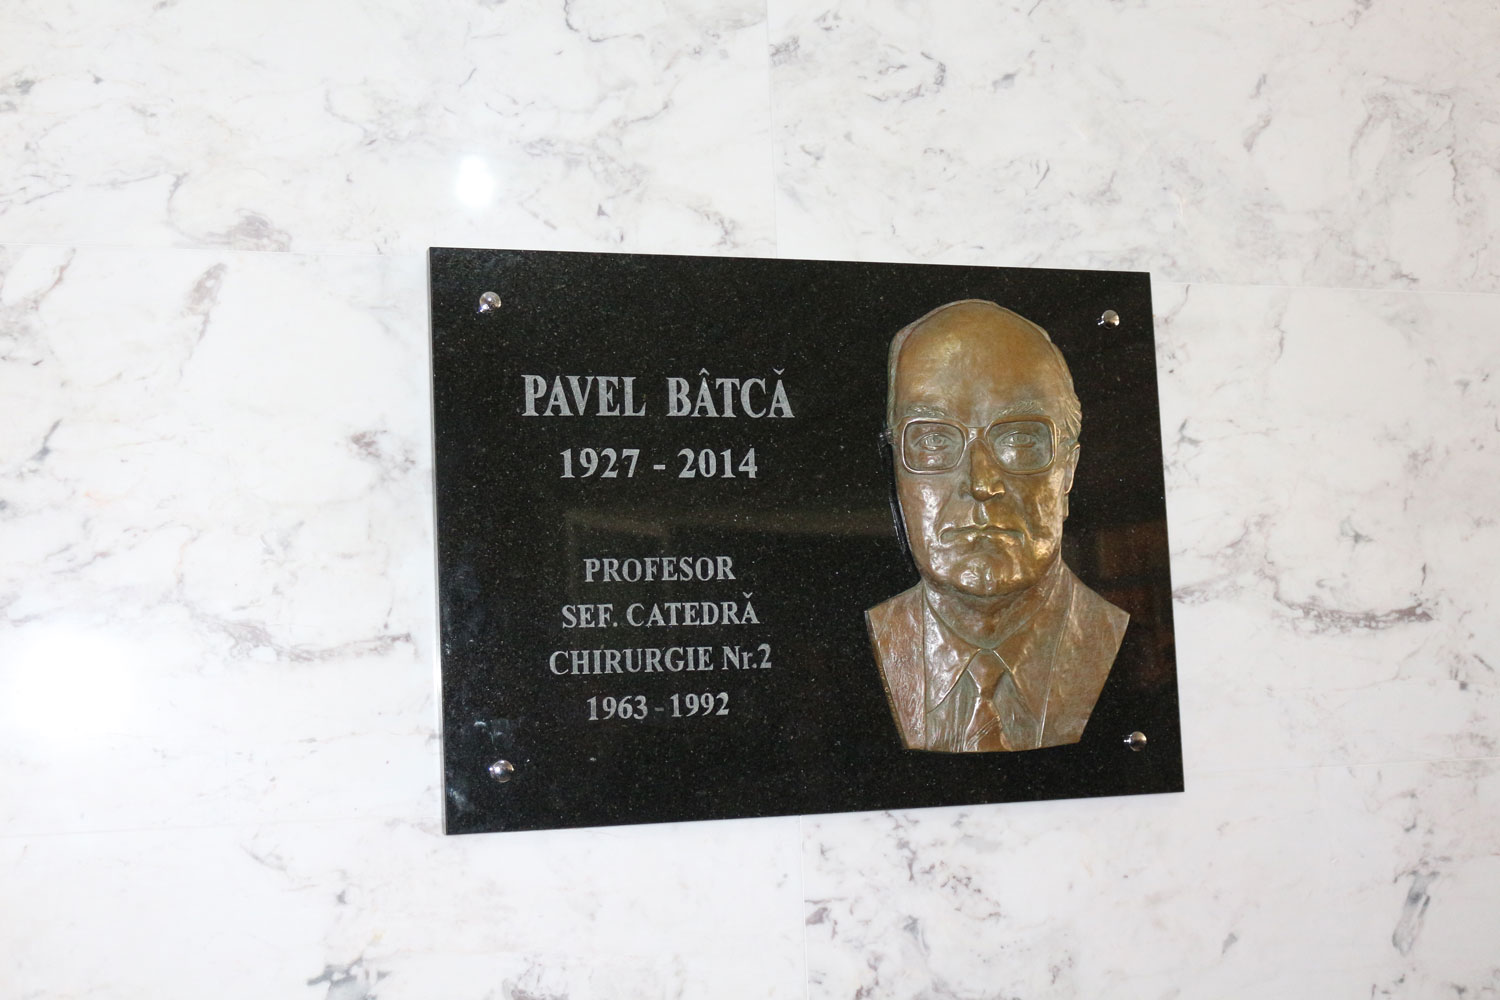 PAVEL BÂTCĂ
1927 - 2014
PROFESOR
SEF. CATEDRĂ
CHIRURGIE Nr.2
1963 - 1992